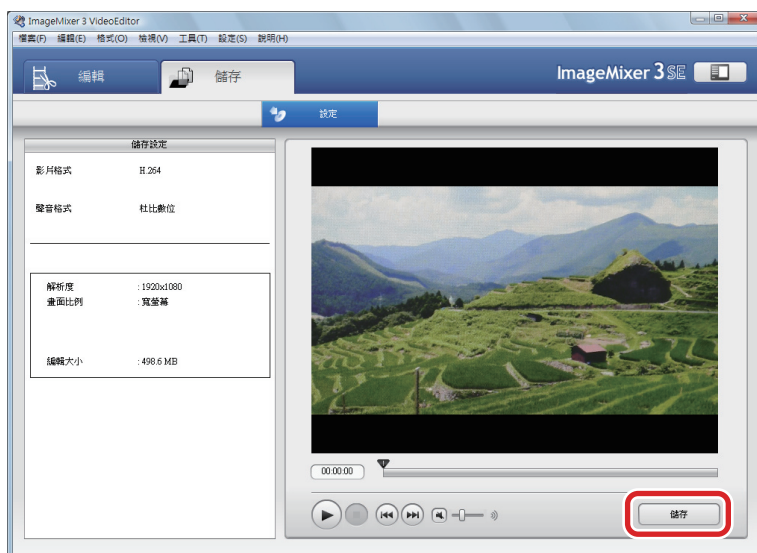 ImageMixer 3 VideoEditor
檔案(F) 編輯(E) 格式(O) 檢視(V) 工具(T) 設定(S) 說明(H)
編輯 儲存 ImageMixer 3 SE
設定
儲存設定
影片格式 H.264
聲音格式 杜比數位
解析度 : 1920x1080
畫面比例 : 寬螢幕
編輯大小 : 498.6 MB
00:00:00
儲存